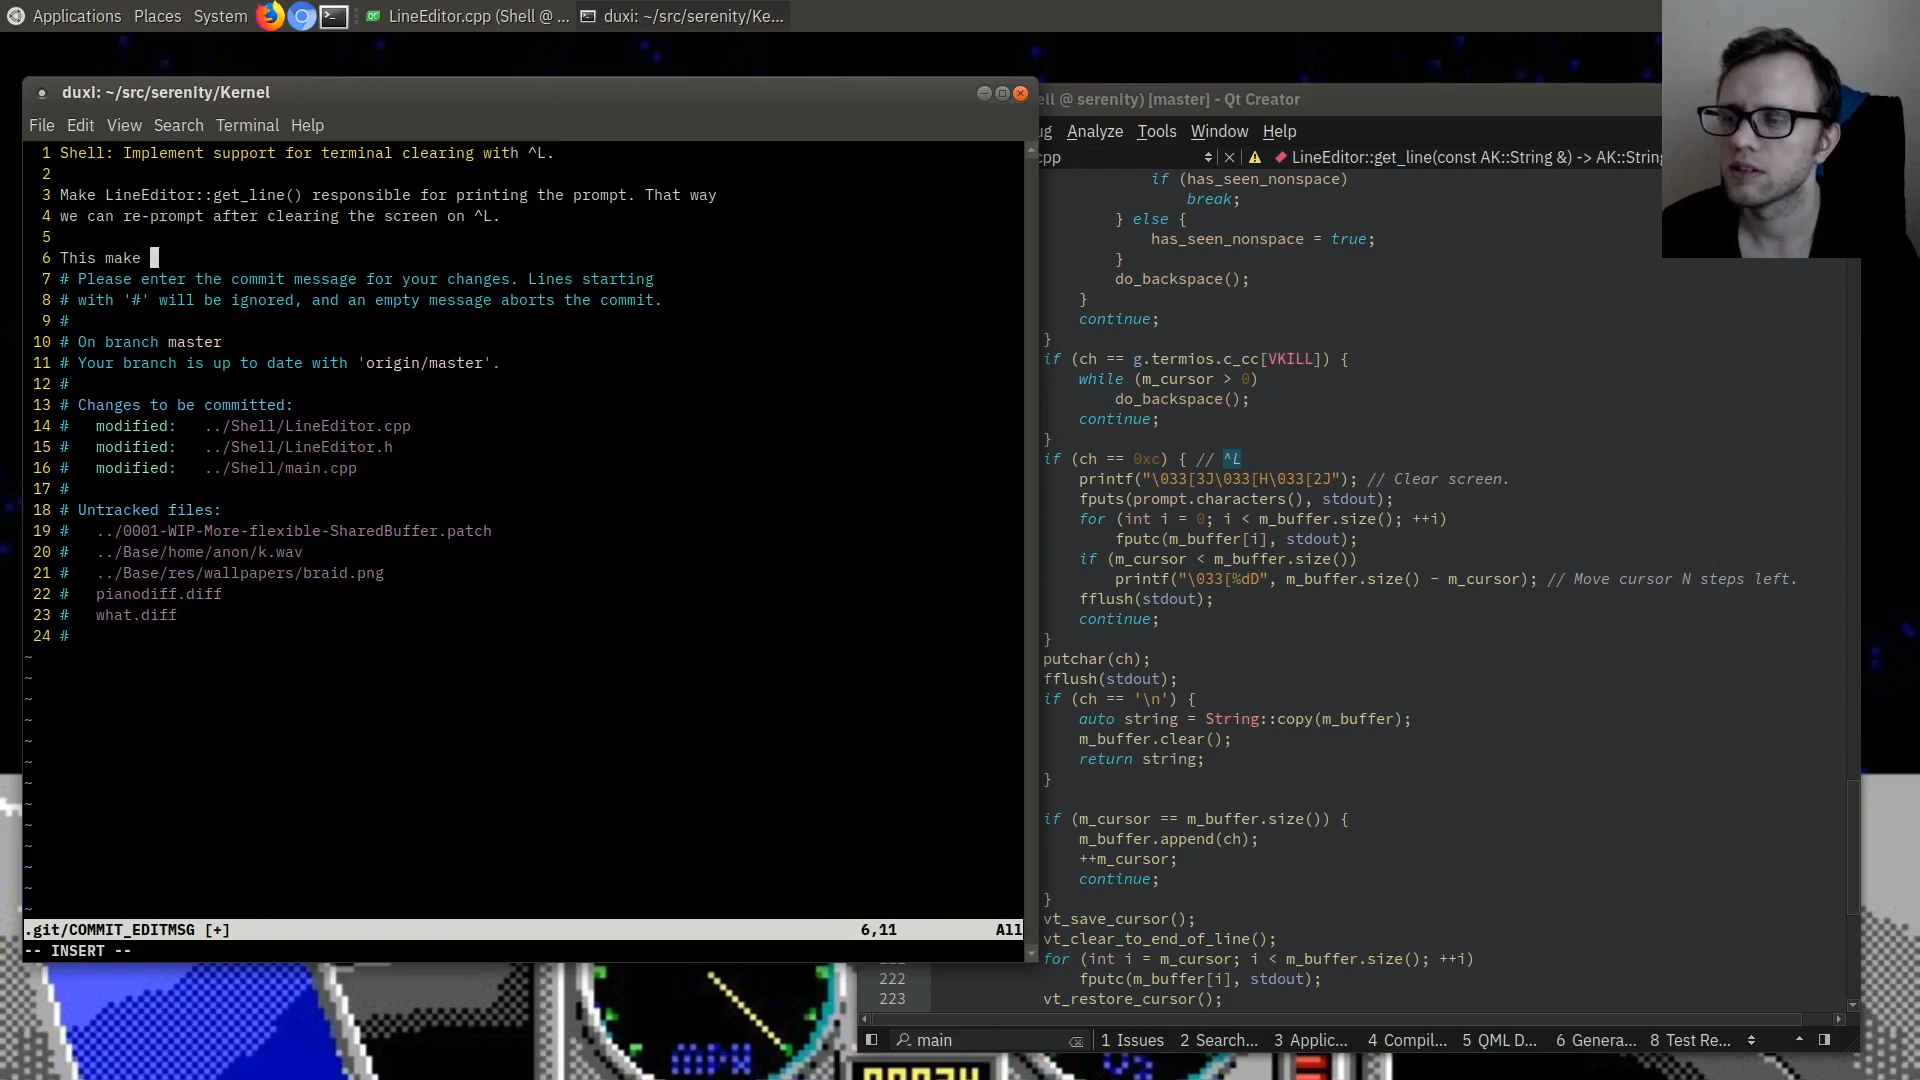 Applications Places System LineEditor.cpp (Shell @ ... duxi: ~/src/serenity/Ke...
duxi: ~/src/serenity/Kernel
File Edit View Search Terminal Help
1 Shell: Implement support for terminal clearing with ^L.
2
3 Make LineEditor::get_line() responsible for printing the prompt. That way
4 we can re-prompt after clearing the screen on ^L.
5
6 This make
7 # Please enter the commit message for your changes. Lines starting
8 # with '#' will be ignored, and an empty message aborts the commit.
9 #
10 # On branch master
11 # Your branch is up to date with 'origin/master'.
12 #
13 # Changes to be committed:
14 # modified: ../Shell/LineEditor.cpp
15 # modified: ../Shell/LineEditor.h
16 # modified: ../Shell/main.cpp
17 #
18 # Untracked files:
19 # ../0001-WIP-More-flexible-SharedBuffer.patch
20 # ../Base/home/anon/k.wav
21 # ../Base/res/wallpapers/braid.png
22 # pianodiff.diff
23 # what.diff
24 #
~
~
~
~
~
~
~
~
~
~
~
~
~
.git/COMMIT_EDITMSG [+] 6,11 All
-- INSERT --
ell @ serenity) [master] - Qt Creator
ug Analyze Tools Window Help
cpp LineEditor::get_line(const AK::String &) -> AK::String
if (has_seen_nonspace)
break;
} else {
has_seen_nonspace = true;
}
do_backspace();
}
continue;
}
if (ch == g.termios.c_cc[VKILL]) {
while (m_cursor > 0)
do_backspace();
continue;
}
if (ch == 0xc) { // ^L
printf("\033[3J\033[H\033[2J"); // Clear screen.
fputs(prompt.characters(), stdout);
for (int i = 0; i < m_buffer.size(); ++i)
fputc(m_buffer[i], stdout);
if (m_cursor < m_buffer.size())
printf("\033[%dD", m_buffer.size() - m_cursor); // Move cursor N steps left.
fflush(stdout);
continue;
}
putchar(ch);
fflush(stdout);
if (ch == '\n') {
auto string = String::copy(m_buffer);
m_buffer.clear();
return string;
}
if (m_cursor == m_buffer.size()) {
m_buffer.append(ch);
++m_cursor;
continue;
}
vt_save_cursor();
vt_clear_to_end_of_line();
for (int i = m_cursor; i < m_buffer.size(); ++i)
222 fputc(m_buffer[i], stdout);
223 vt_restore_cursor();
main 1 Issues 2 Search... 3 Applic... 4 Compil... 5 QML D... 6 Genera... 8 Test Re...